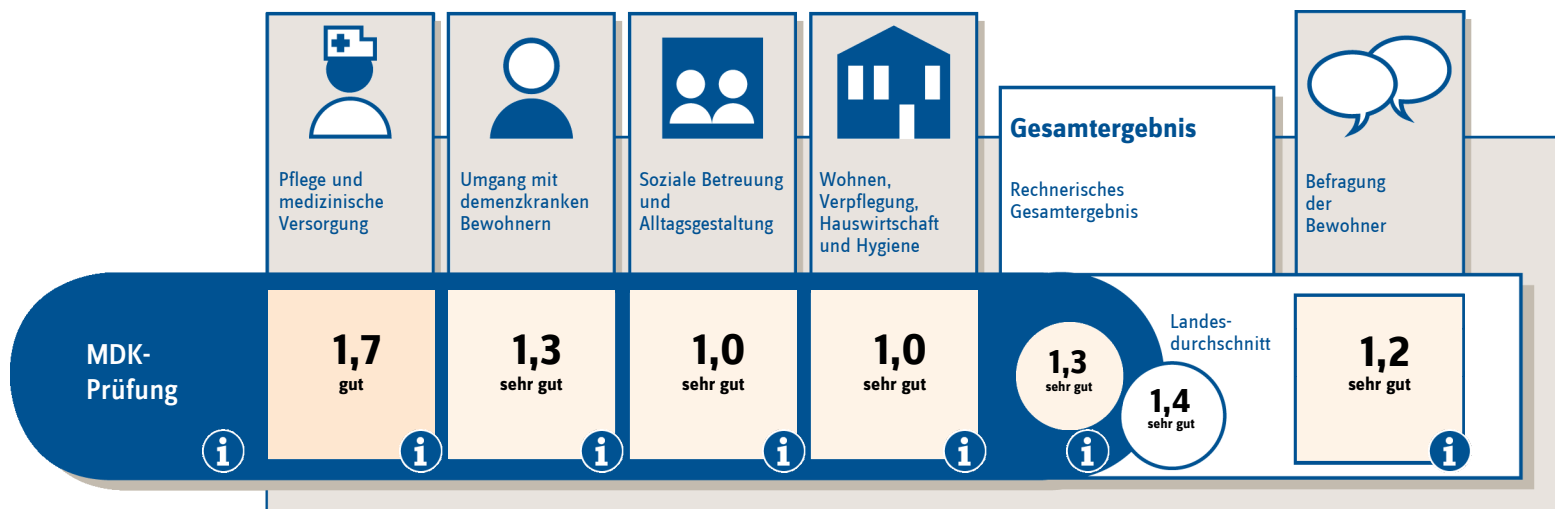 Pflege und
medizinische
Versorgung
Umgang mit
demenzkranken
Bewohnern
Soziale Betreuung
und
Alltagsgestaltung
Wohnen,
Verpflegung,
Hauswirtschaft
und Hygiene
Gesamtergebnis
Rechnerisches
Gesamtergebnis
Befragung
der
Bewohner
MDK-
Prüfung
i
1,7
gut
i
1,3
sehr gut
i
1,0
sehr gut
i
1,0
sehr gut
i
1,3
sehr gut
i
Landes-
durchschnitt
1,4
sehr gut
1,2
sehr gut
i